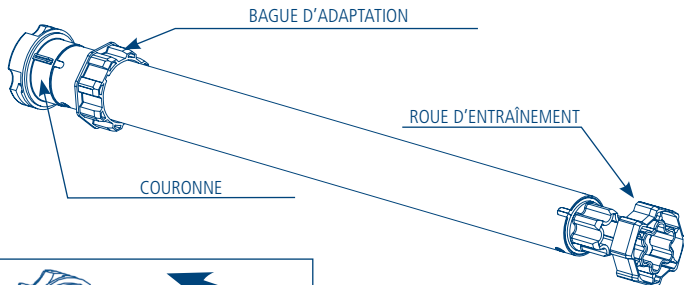 BAGUE D’ADAPTATION
ROUE D’ENTRAÎNEMENT
COURONNE